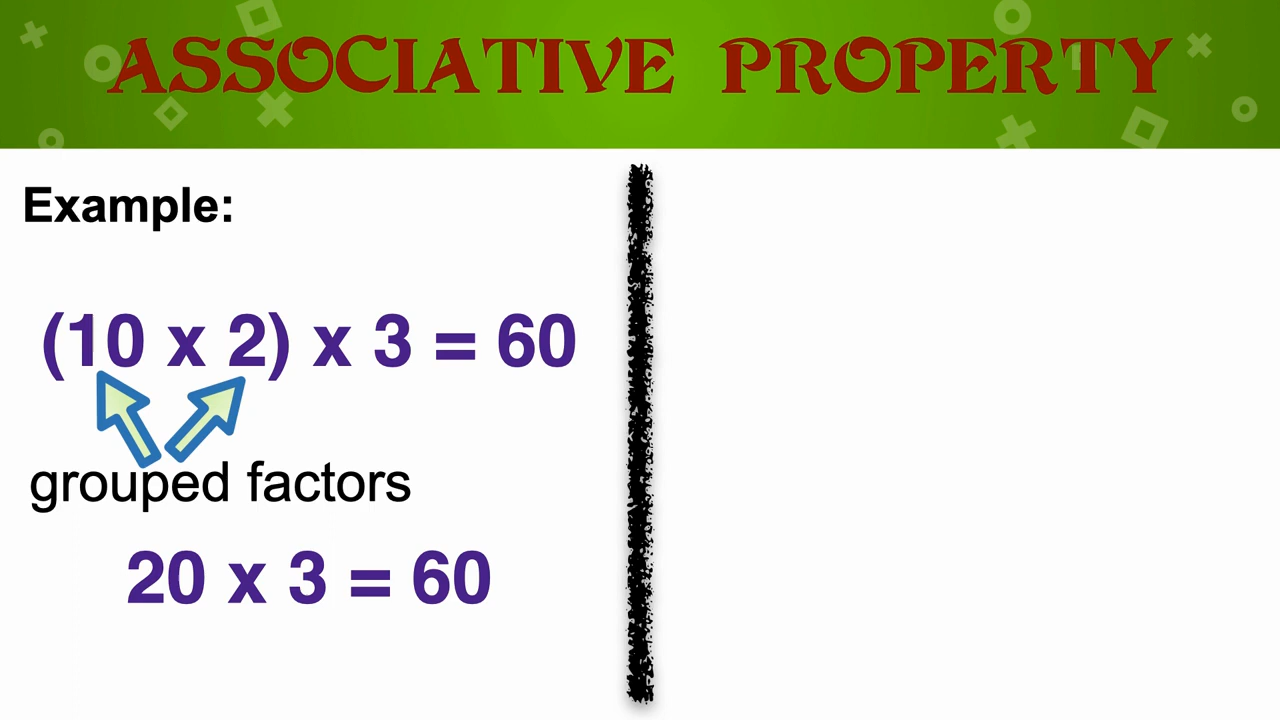 ASSOCIATIVE PROPERTY
Example:
(10 x 2) x 3 = 60
grouped factors
20 x 3 = 60